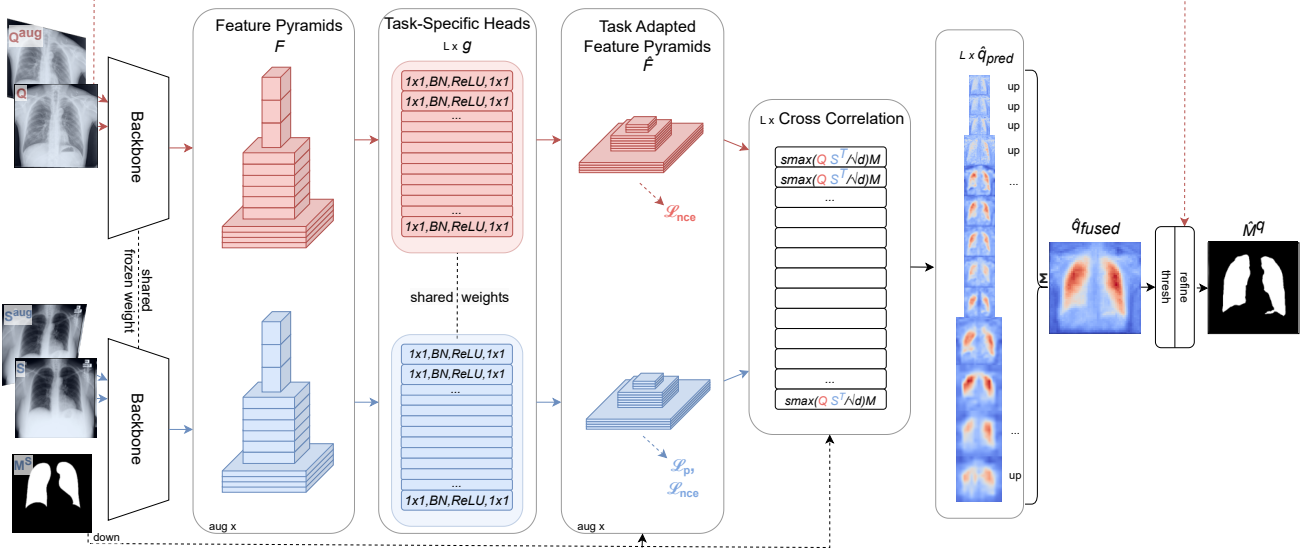 Q^aug
Q
Backbone
shared
frozen weight
S^aug
S
M^S
Backbone
down
Feature Pyramids
F
aug x
Task-Specific Heads
L x g
1x1,BN,ReLU,1x1
1x1,BN,ReLU,1x1
...
...
1x1,BN,ReLU,1x1
shared weights
1x1,BN,ReLU,1x1
1x1,BN,ReLU,1x1
...
...
1x1,BN,ReLU,1x1
Task Adapted
Feature Pyramids
F̂
ℒnce
ℒp,
ℒnce
aug x
L x Cross Correlation
smax(Q S^T/√d)M
smax(Q S^T/√d)M
...
...
smax(Q S^T/√d)M
L x q̂pred
up
up
up
up
...
...
up
Σ
q̂fused
thresh
refine
M̂^q